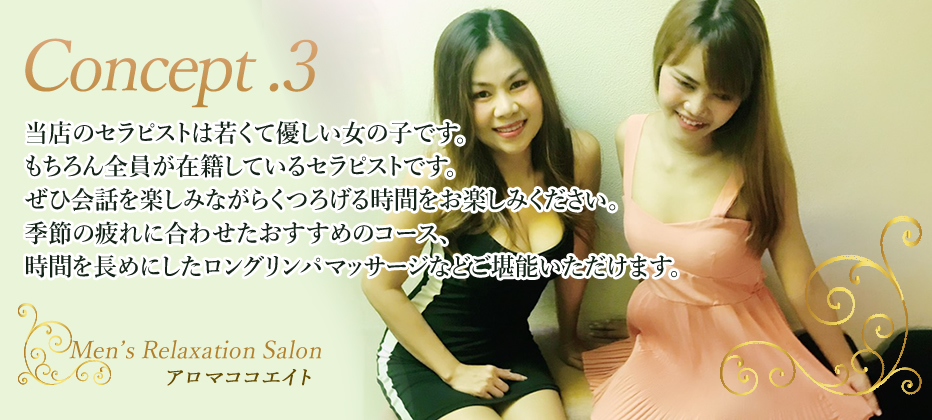 Concept .3
当店のセラピストは若くて優しい女の子です。
もちろん全員が在籍しているセラピストです。
ぜひ会話を楽しみながらくつろげる時間をお楽しみください。
季節の疲れに合わせたおすすめのコース、
時間を長めにしたロングリンパマッサージなどご堪能いただけます。
Men's Relaxation Salon
アロマココエイト